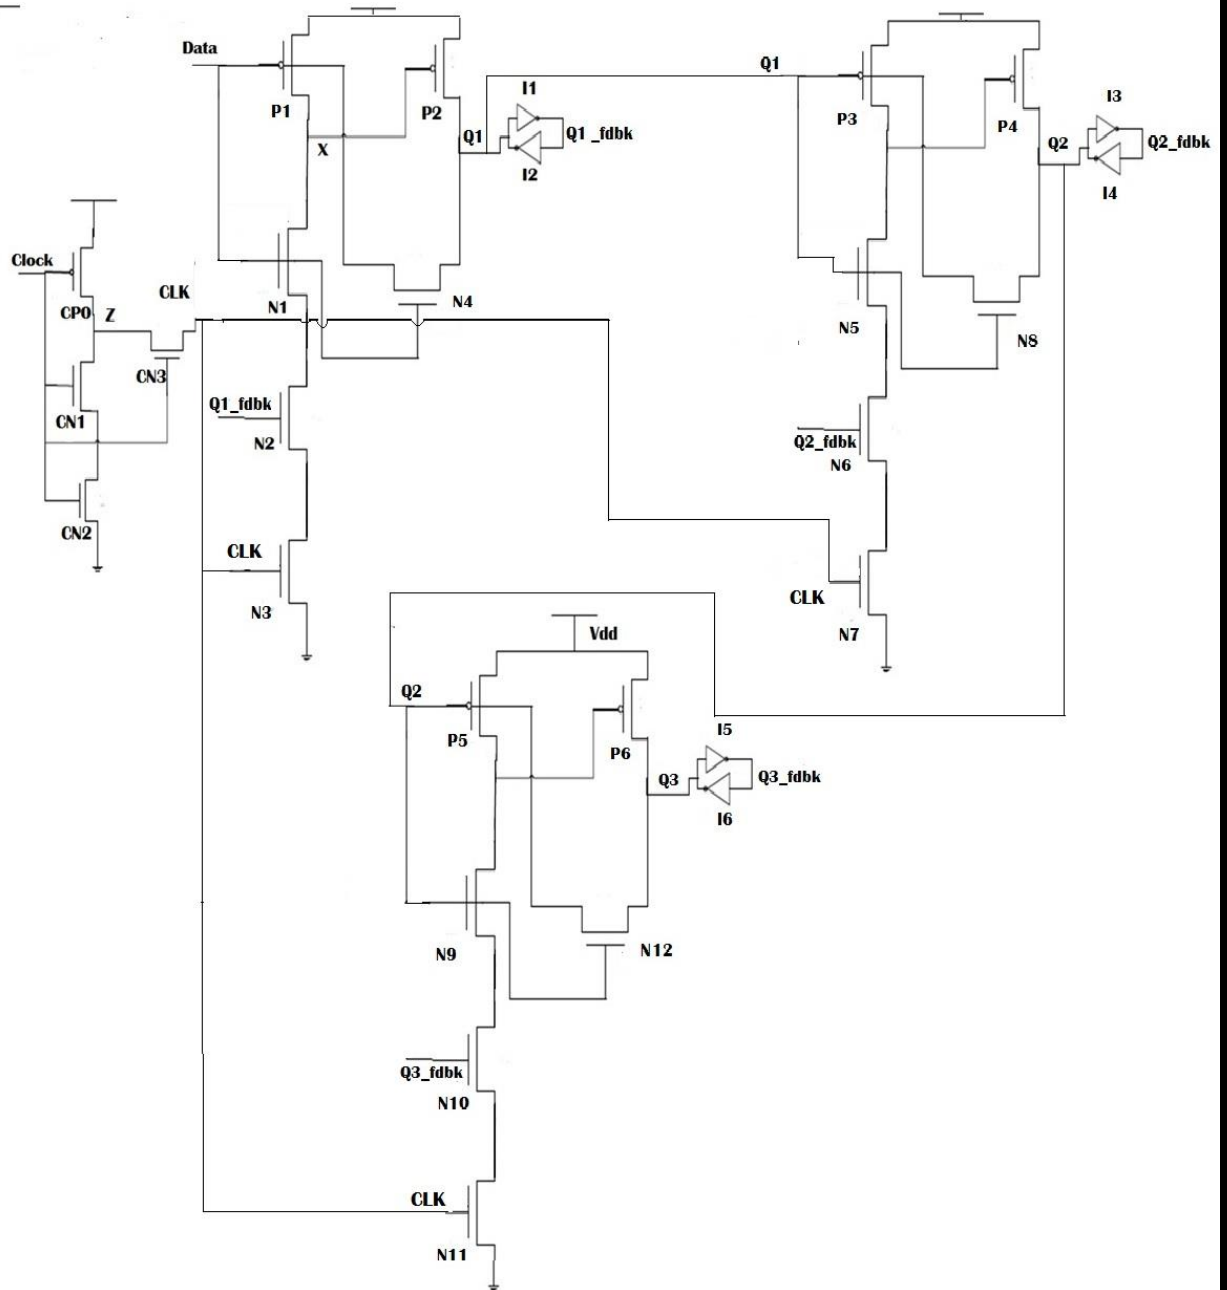 Data
P1
P2
X
Q1
I1
Q1 _fdbk
I2
Q1
P3
P4
I3
Q2
Q2_fdbk
I4
Clock
CP0
Z
CLK
CN3
CN1
CN2
N1
N4
Q1_fdbk
N2
CLK
N3
N5
N8
Q2_fdbk
N6
CLK
N7
Vdd
Q2
P5
P6
I5
Q3
Q3_fdbk
I6
N9
N12
Q3_fdbk
N10
CLK
N11